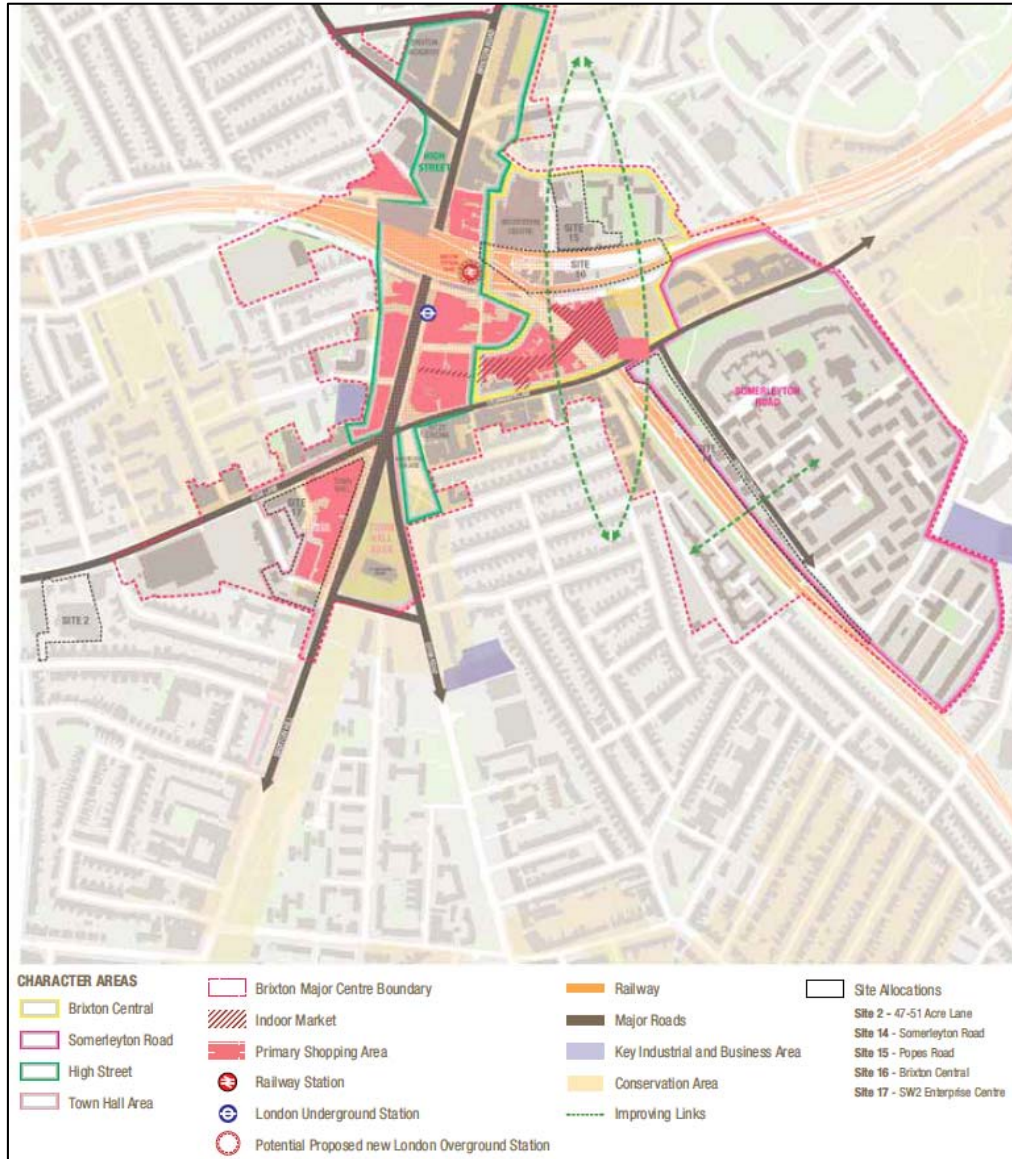 HIGH
STREET
SITE
15
SITE
SOMERLEYTON
ROAD
SITE
SITE 2
BRIXTON HILL
CHARACTER AREAS
Brixton Central
Somerleyton Road
High Street
Town Hall Area
Brixton Major Centre Boundary
Indoor Market
Primary Shopping Area
Railway Station
London Underground Station
Potential Proposed new London Overground Station
Railway
Major Roads
Key Industrial and Business Area
Conservation Area
Improving Links
Site Allocations
Site 2 - 47-51 Acre Lane
Site 14 - Somerleyton Road
Site 15 - Popes Road
Site 16 - Brixton Central
Site 17 - SW2 Enterprise Centre